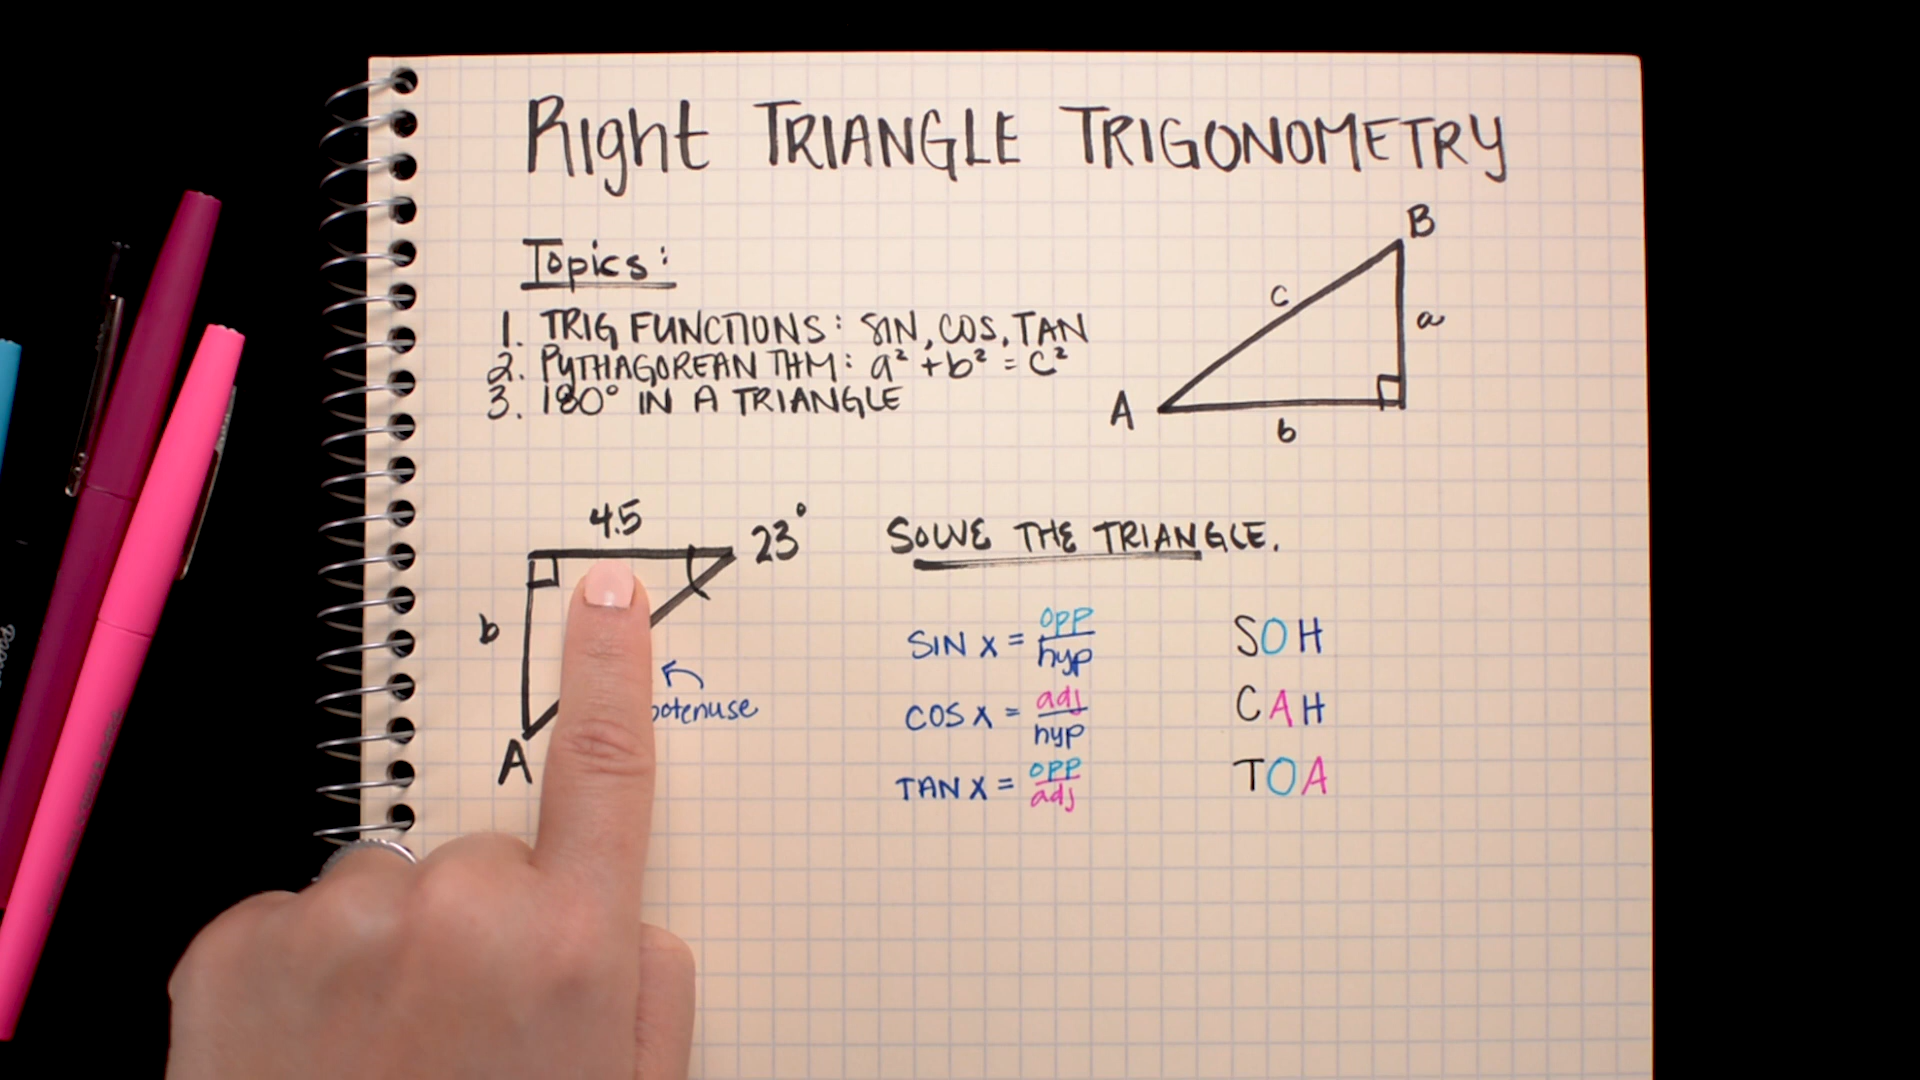 Right TRIANGLE TRIGONOMETRY
Topics:
1. TRIG FUNCTIONS: SIN, COS, TAN
2. PYTHAGOREAN THM: a² + b² = c²
3. 180° IN A TRIANGLE
B
c
a
A
b
4.5
23°
b
A
potenuse
SOLVE THE TRIANGLE.
SIN X = opp/hyp
SOH
COS X = adj/hyp
CAH
TAN X = opp/adj
TOA